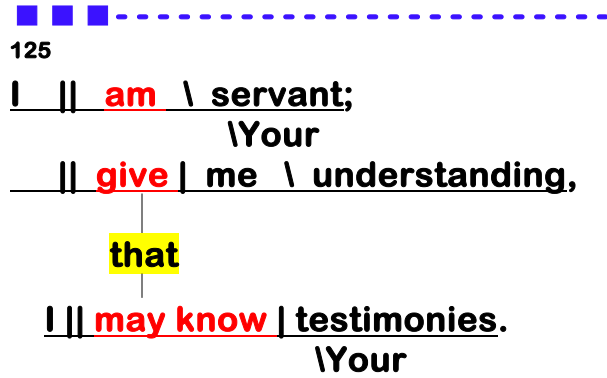 125
I || am \ servant;
\Your
|| give | me \ understanding,
that
I || may know | testimonies.
\Your